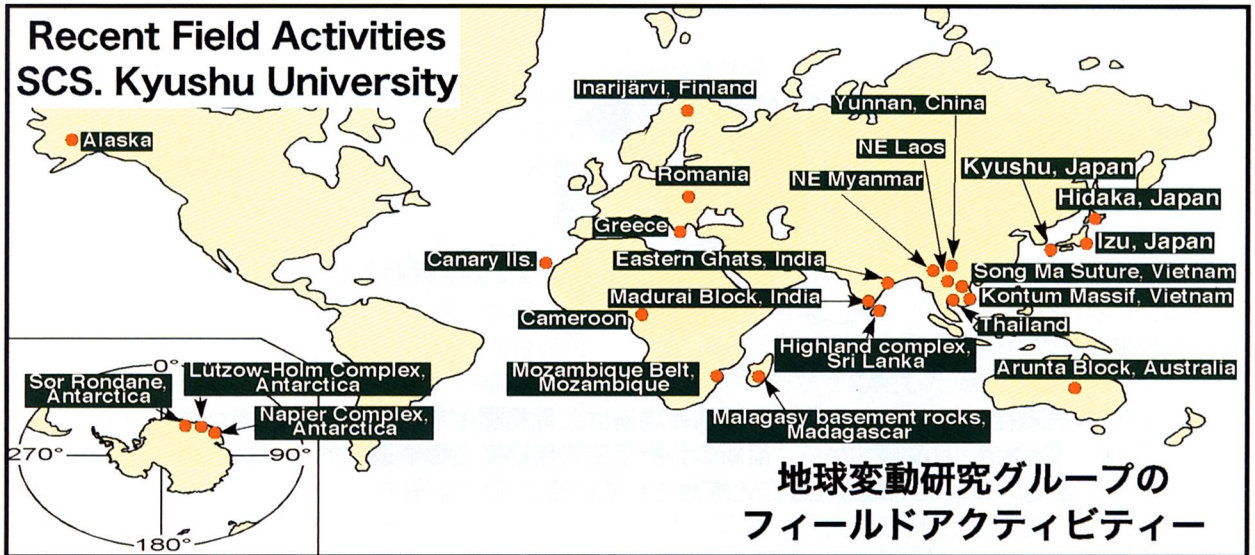 Recent Field Activities
SCS. Kyushu University
Inarijärvi, Finland
Yunnan, China
Alaska
NE Laos
Kyushu, Japan
Romania
NE Myanmar
Hidaka, Japan
Greece
Izu, Japan
Canary Ils.
Eastern Ghats, India
Song Ma Suture, Vietnam
Madurai Block, India
Kontum Massif, Vietnam
Cameroon
Thailand
Highland complex,
Sri Lanka
Mozambique Belt,
Mozambique
Arunta Block, Australia
Malagasy basement rocks,
Madagascar
0°
Lützow-Holm Complex,
Antarctica
Sor Rondane,
Antarctica
Napier Complex,
Antarctica
270°
90°
180°
地球変動研究グループの
フィールドアクティビティー